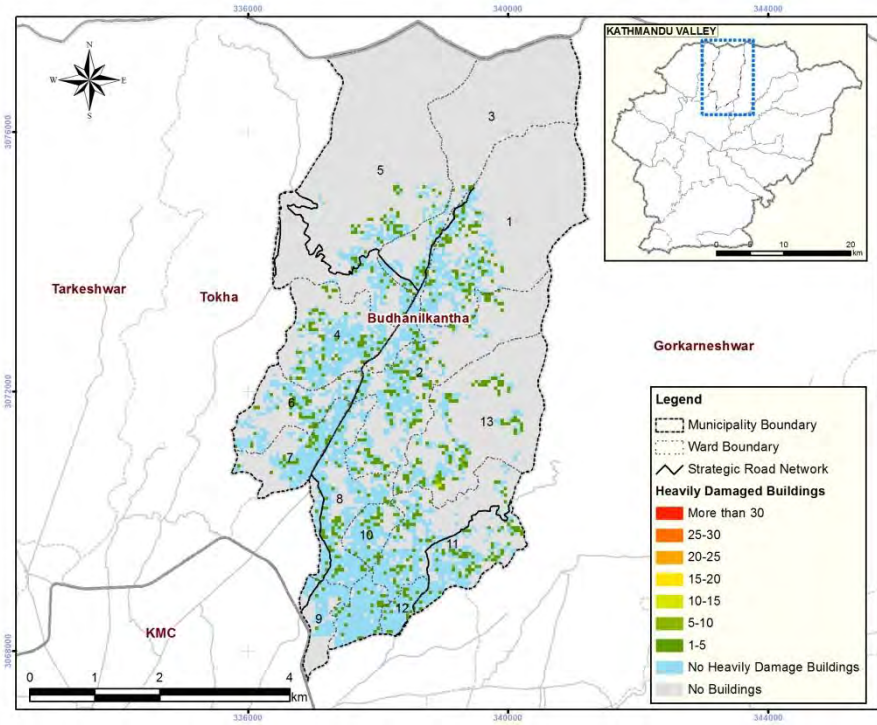 336000
340000
344000
KATHMANDU VALLEY
N
W
E
S
0 5 10 20
km
3076000
3
5
1
Tarkeshwar
Tokha
Budhanilkantha
4
Gorkarneshwar
2
3072000
6
13
7
8
10
11
9
12
KMC
3068000
Legend
Municipality Boundary
Ward Boundary
Strategic Road Network
Heavily Damaged Buildings
More than 30
25-30
20-25
15-20
10-15
5-10
1-5
No Heavily Damage Buildings
No Buildings
0 1 2 4
km
336000
340000
344000